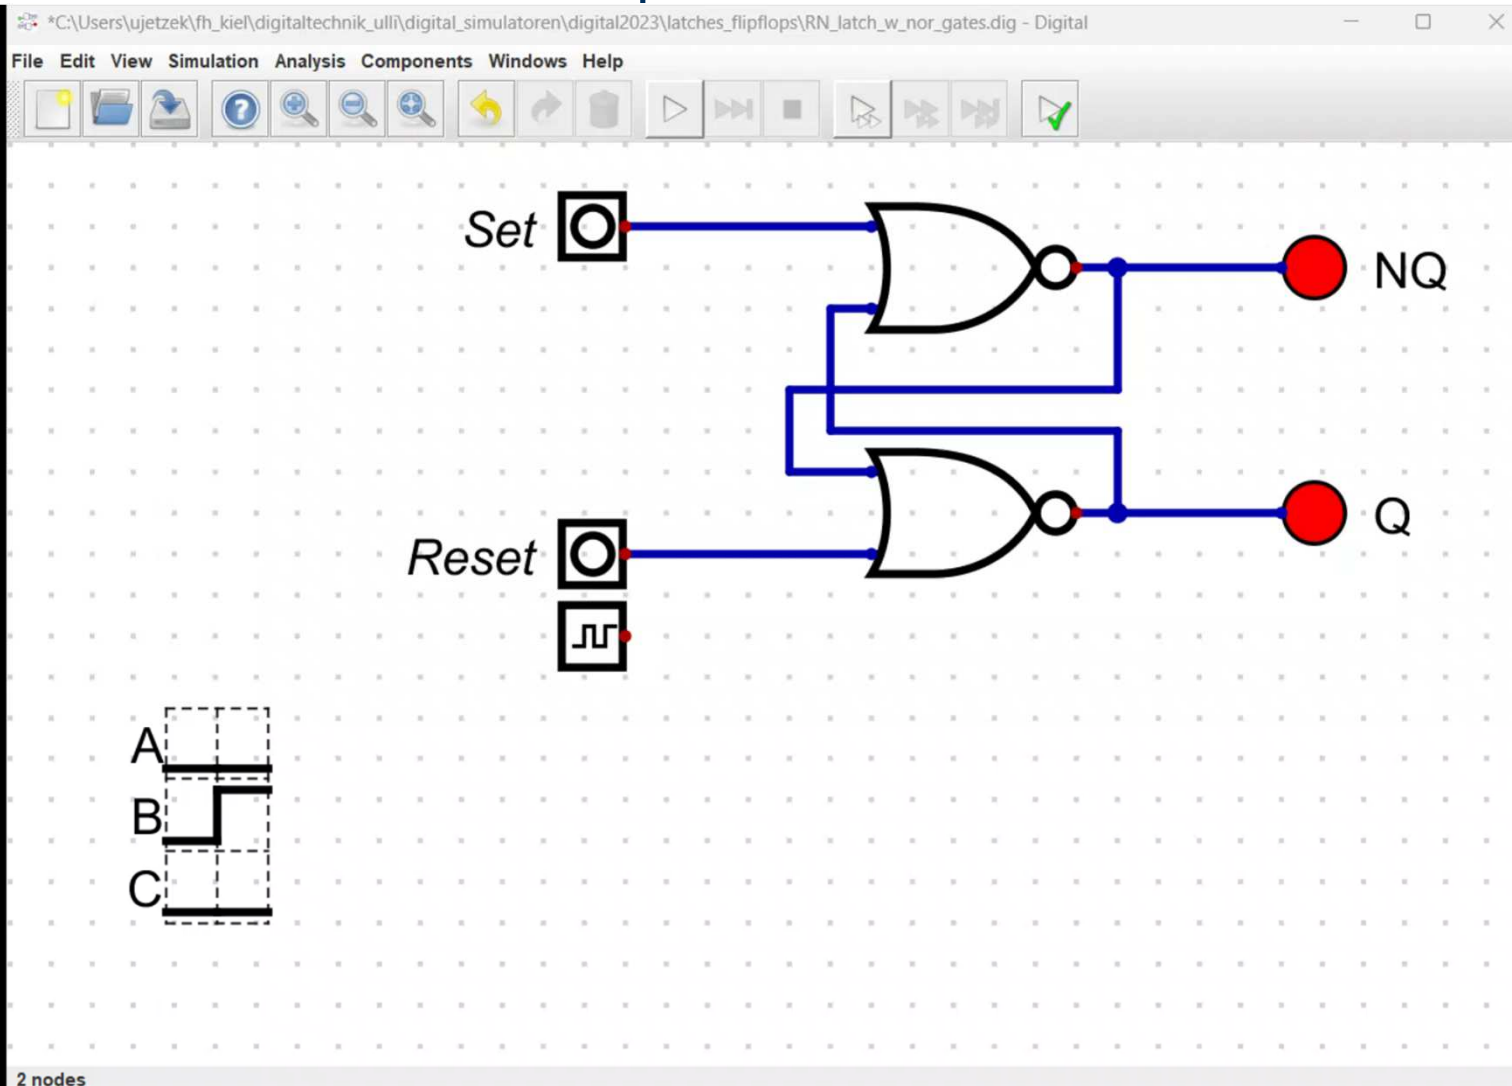 *C:\Users\ujetzek\fh_kiel\digitaltechnik_ulli\digital_simulatoren\digital2023\latches_flipflops\RN_latch_w_nor_gates.dig - Digital
File Edit View Simulation Analysis Components Windows Help
Set
NQ
Reset
Q
A
B
C
2 nodes